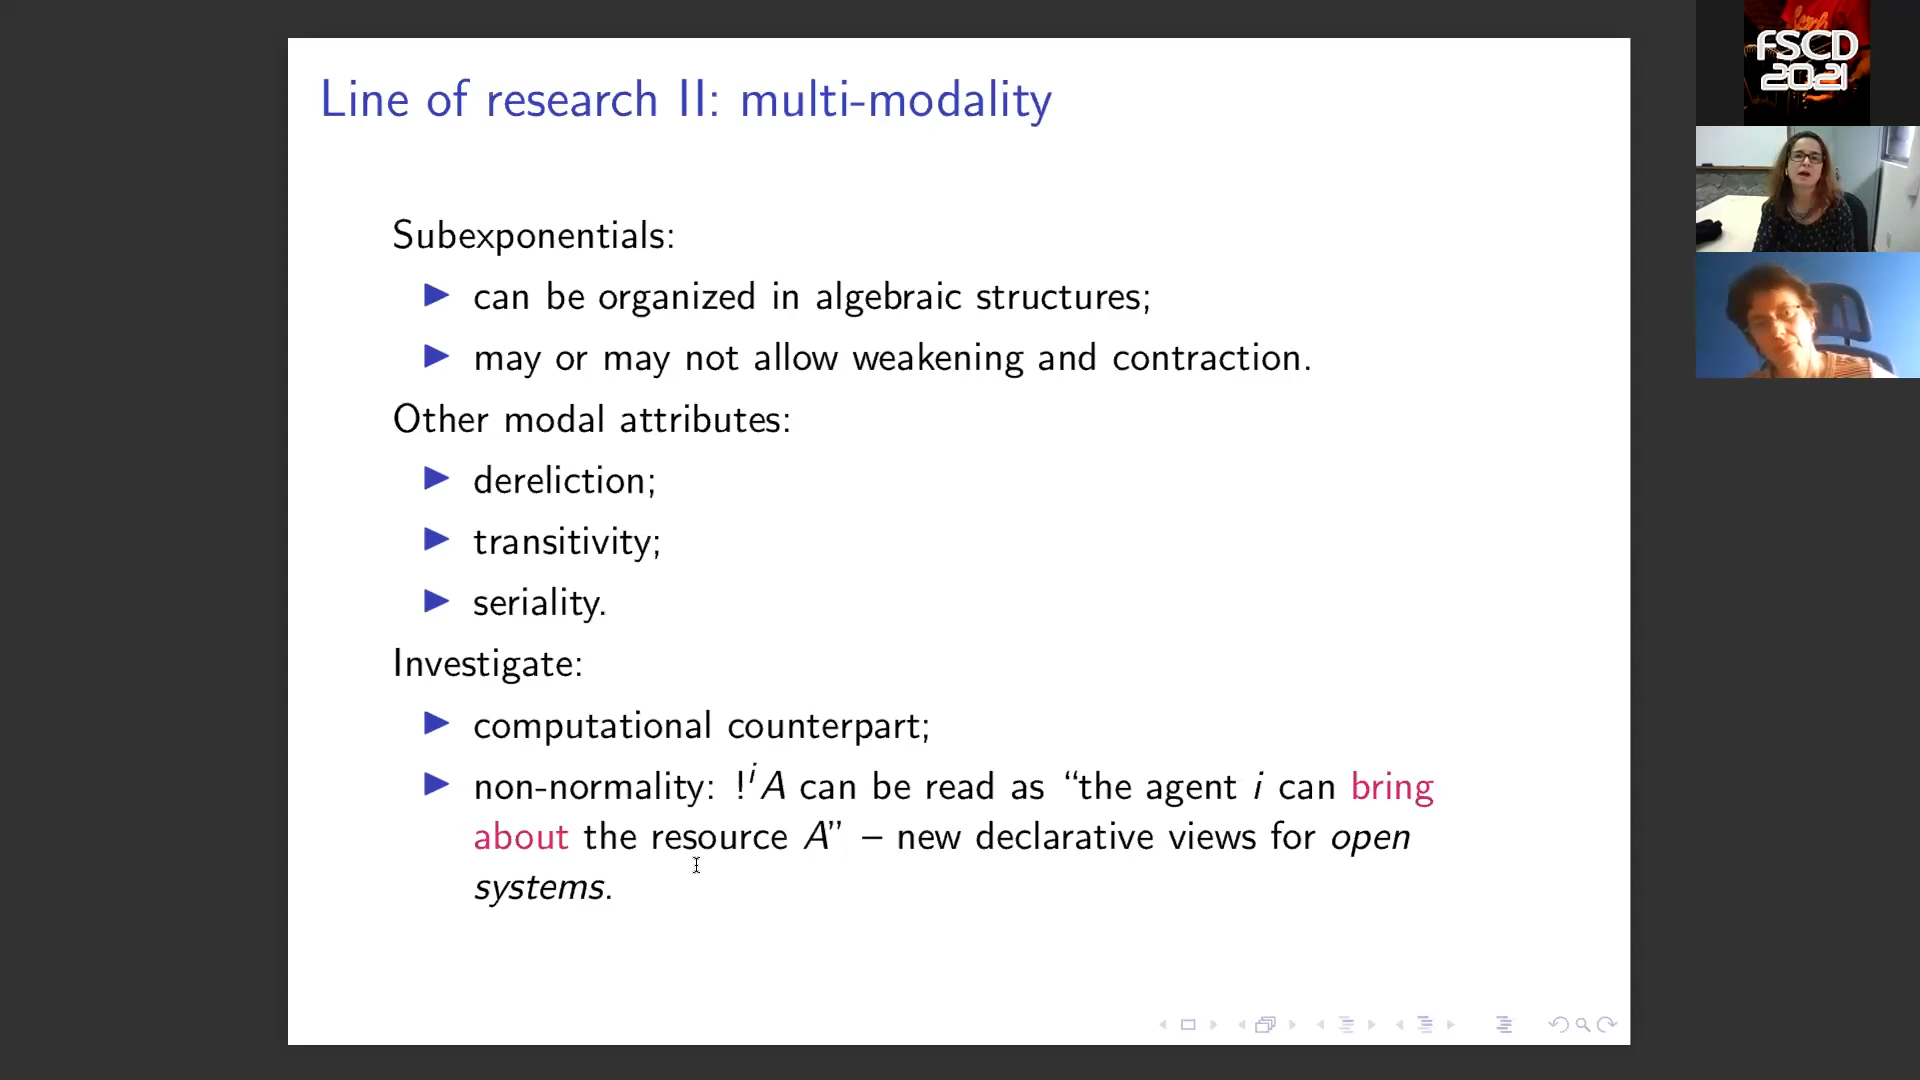 Line of research II: multi-modality
Subexponentials:
▶ can be organized in algebraic structures;
▶ may or may not allow weakening and contraction.
Other modal attributes:
▶ dereliction;
▶ transitivity;
▶ seriality.
Investigate:
▶ computational counterpart;
▶ non-normality: !ⁱA can be read as “the agent i can bring
about the resource A” – new declarative views for open
systems.
FSCD
2021